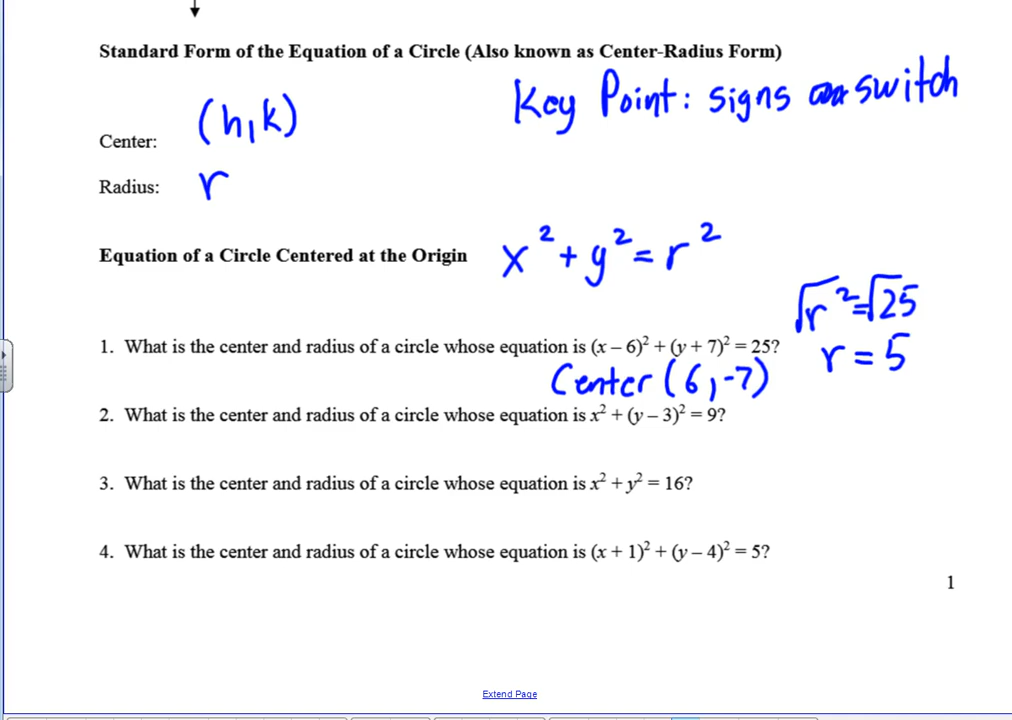 Standard Form of the Equation of a Circle (Also known as Center-Radius Form)
Key Point: signs switch
Center: (h,k)
Radius: r
Equation of a Circle Centered at the Origin x² + y² = r²
√r² = √25
1. What is the center and radius of a circle whose equation is (x – 6)² + (y + 7)² = 25?
r = 5
Center (6,-7)
2. What is the center and radius of a circle whose equation is x² + (y – 3)² = 9?
3. What is the center and radius of a circle whose equation is x² + y² = 16?
4. What is the center and radius of a circle whose equation is (x + 1)² + (y – 4)² = 5?
1
Extend Page